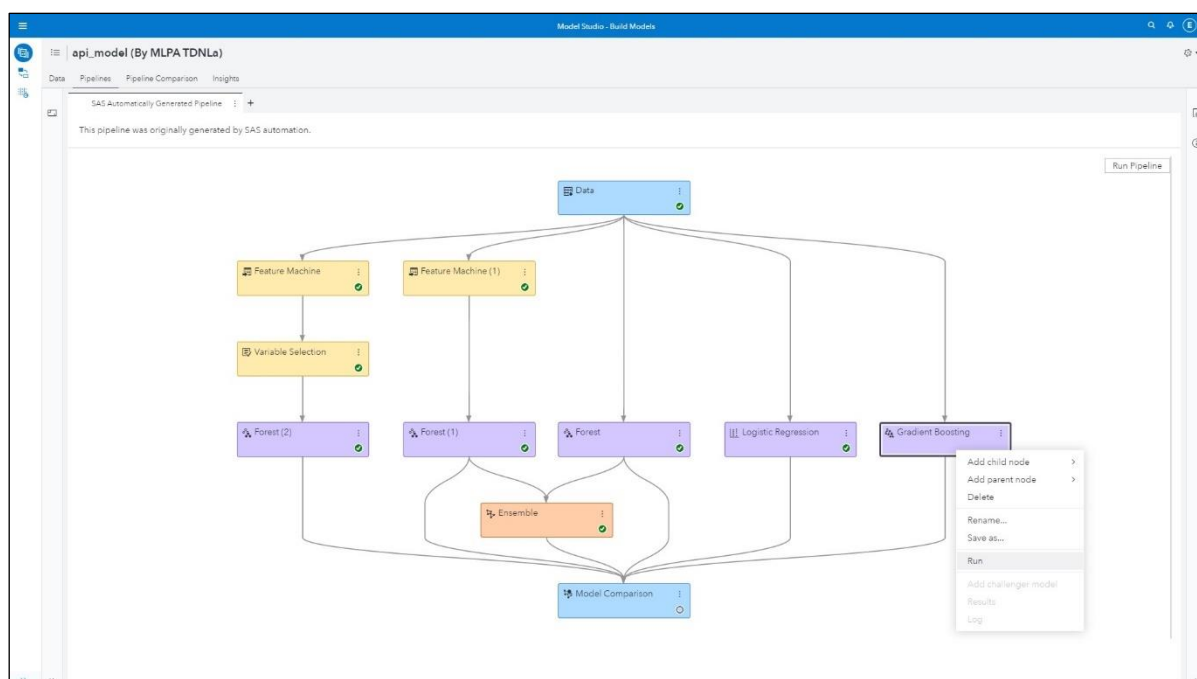 Model Studio - Build Models
E
api_model (By MLPA TDNLa)
Data Pipelines Pipeline Comparison Insights
SAS Automatically Generated Pipeline
This pipeline was originally generated by SAS automation.
Run Pipeline
Data
Feature Machine
Feature Machine (1)
Variable Selection
Forest (2)
Forest (1)
Forest
Logistic Regression
Gradient Boosting
Add child node
Add parent node
Delete
Ensemble
Rename...
Save as...
Run
Model Comparison
Add challenger model
Results
Log